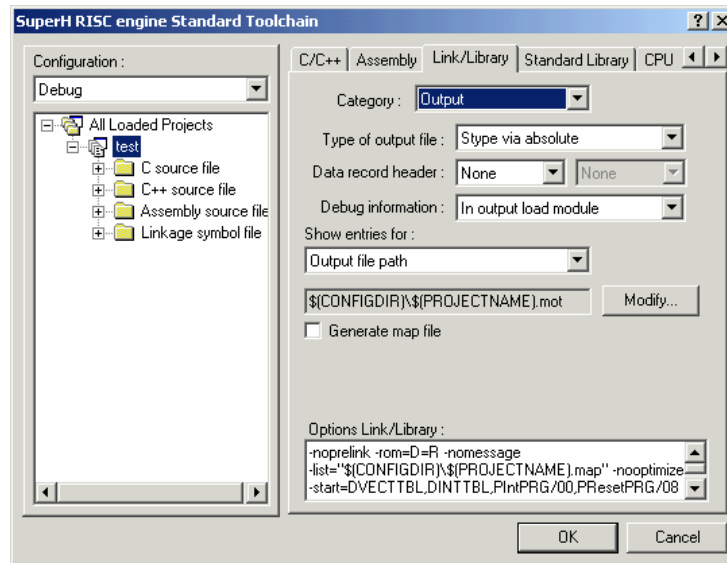 SuperH RISC engine Standard Toolchain
Configuration :
Debug
All Loaded Projects
test
C source file
C++ source file
Assembly source file
Linkage symbol file
C/C++ Assembly Link/Library Standard Library CPU
Category : Output
Type of output file : Stype via absolute
Data record header : None None
Debug information : In output load module
Show entries for :
Output file path
$(CONFIGDIR)\$(PROJECTNAME).mot Modify...
Generate map file
Options Link/Library :
-noprelink -rom=D=R -nomessage
-list="$(CONFIGDIR)\$(PROJECTNAME).map" -nooptimize
-start=DVECTTBL,DINTTBL,PIntPRG/00,PResetPRG/08
OK Cancel